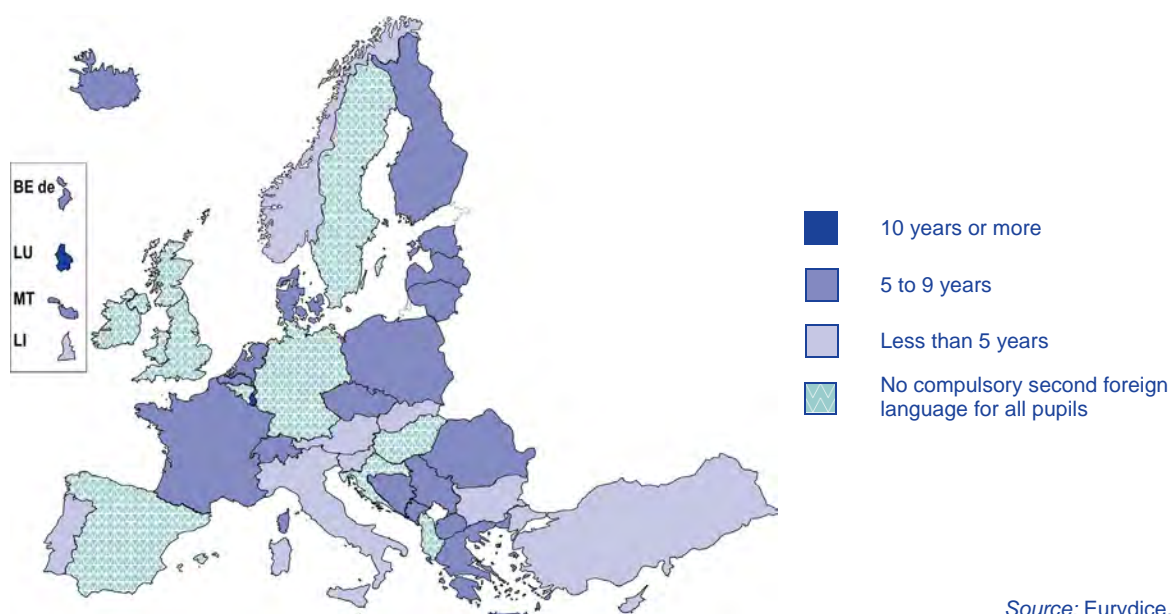 BE de
LU
MT
LI
10 years or more
5 to 9 years
Less than 5 years
No compulsory second foreign
language for all pupils
Source: Eurydice.